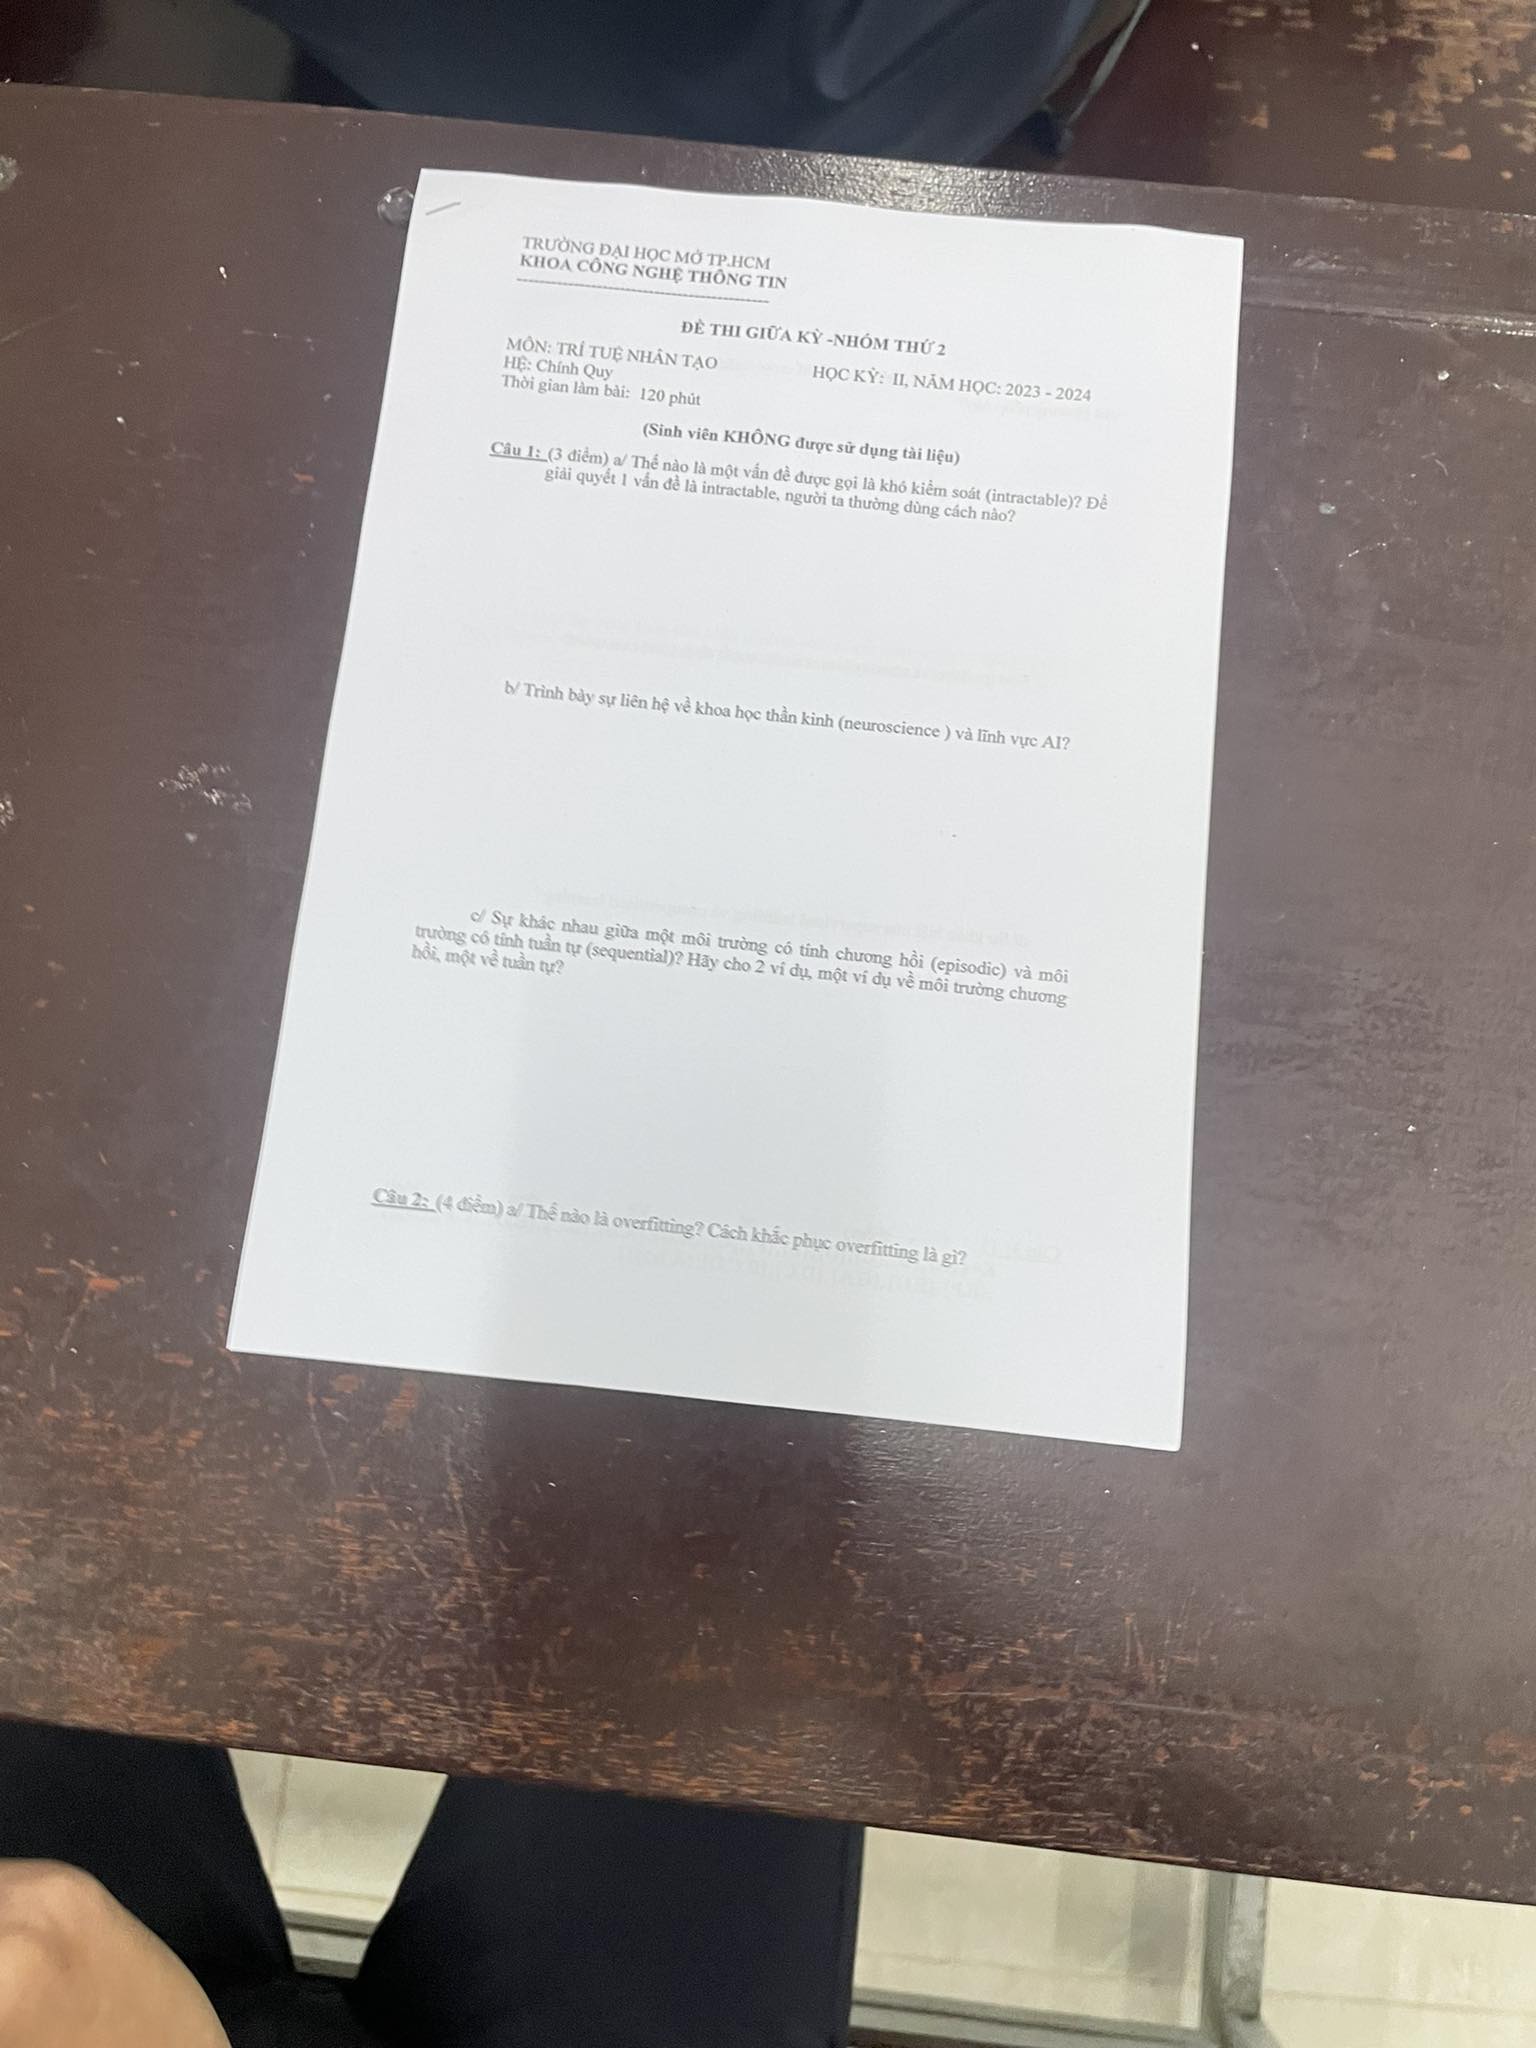 TRƯỜNG ĐẠI HỌC MỞ TP.HCM
KHOA CÔNG NGHỆ THÔNG TIN
ĐỀ THI GIỮA KỲ -NHÓM THỨ 2
MÔN: TRÍ TUỆ NHÂN TẠO HỌC KỲ: II, NĂM HỌC: 2023 - 2024
HỆ: Chính Quy
Thời gian làm bài: 120 phút
(Sinh viên KHÔNG được sử dụng tài liệu)
Câu 1: (3 điểm) a/ Thế nào là một vấn đề được gọi là khó kiểm soát (intractable)? Để
giải quyết 1 vấn đề là intractable, người ta thường dùng cách nào?
b/ Trình bày sự liên hệ về khoa học thần kinh (neuroscience ) và lĩnh vực AI?
c/ Sự khác nhau giữa một môi trường có tính chương hồi (episodic) và môi
trường có tính tuần tự (sequential)? Hãy cho 2 ví dụ, một ví dụ về môi trường chương
hồi, một về tuần tự?
Câu 2: (4 điểm) a/ Thế nào là overfitting? Cách khắc phục overfitting là gì?